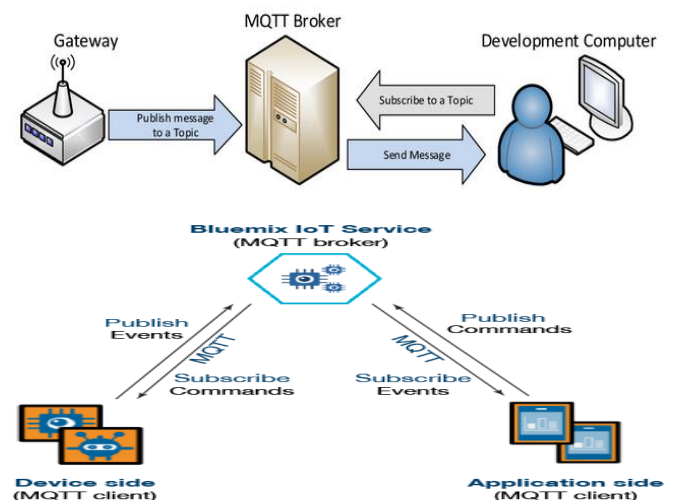 MQTT Broker
Gateway
Development Computer
Publish message
to a Topic
Subscribe to a Topic
Send Message
Bluemix IoT Service
(MQTT broker)
Publish
Events
MQTT
Subscribe
Commands
Publish
Commands
MQTT
Subscribe
Events
Device side
(MQTT client)
Application side
(MQTT client)